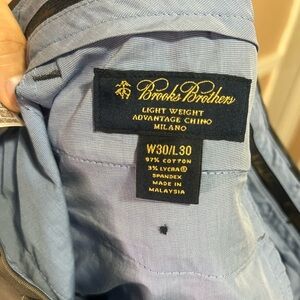 Brooks Brothers
LIGHT WEIGHT
ADVANTAGE CHINO
MILANO
W30/L30
97% COTTON
3% LYCRA®
SPANDEX
MADE IN
MALAYSIA